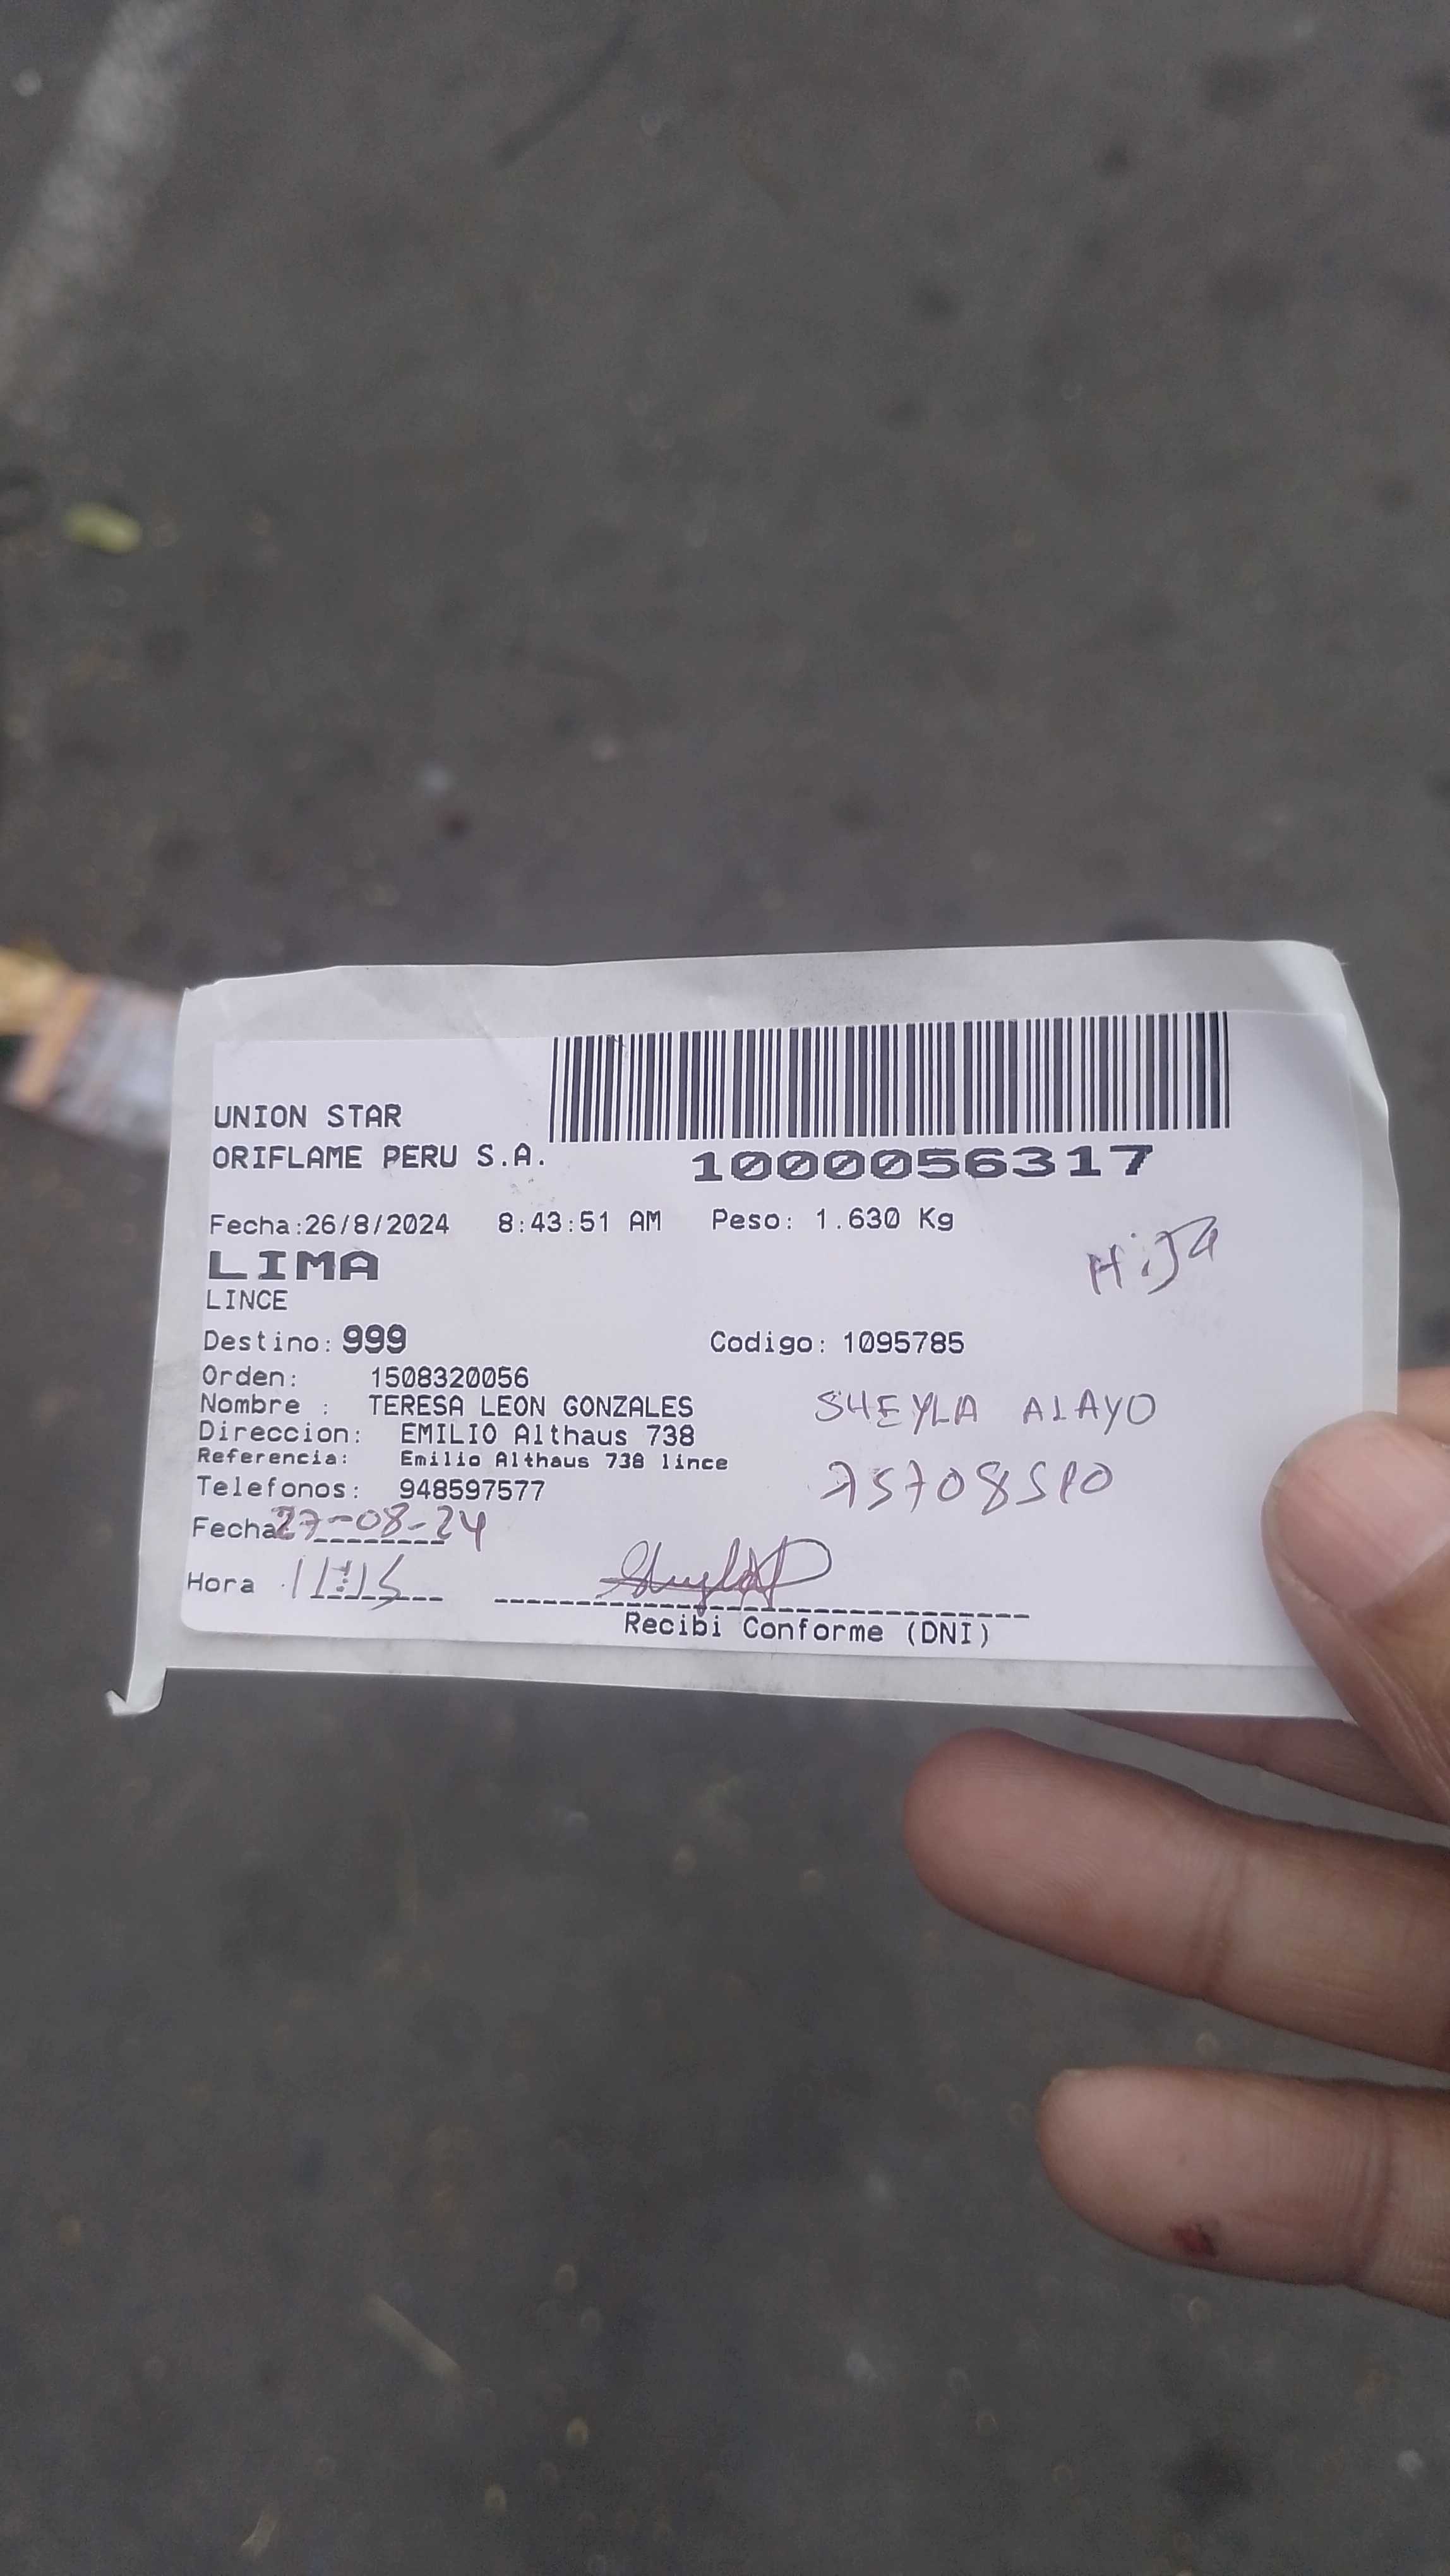 UNION STAR
ORIFLAME PERU S.A.
1000056317
Fecha:26/8/2024 8:43:51 AM Peso: 1.630 Kg
HiJa
LIMA
LINCE
Destino: 999 Codigo: 1095785
Orden: 1508320056
Nombre : TERESA LEON GONZALES
SHEYLA ALAYO
Direccion: EMILIO Althaus 738
Referencia: Emilio Althaus 738 lince
Telefonos: 948597577
Fecha 27-08-24
Hora 11:15
Recibi Conforme (DNI)